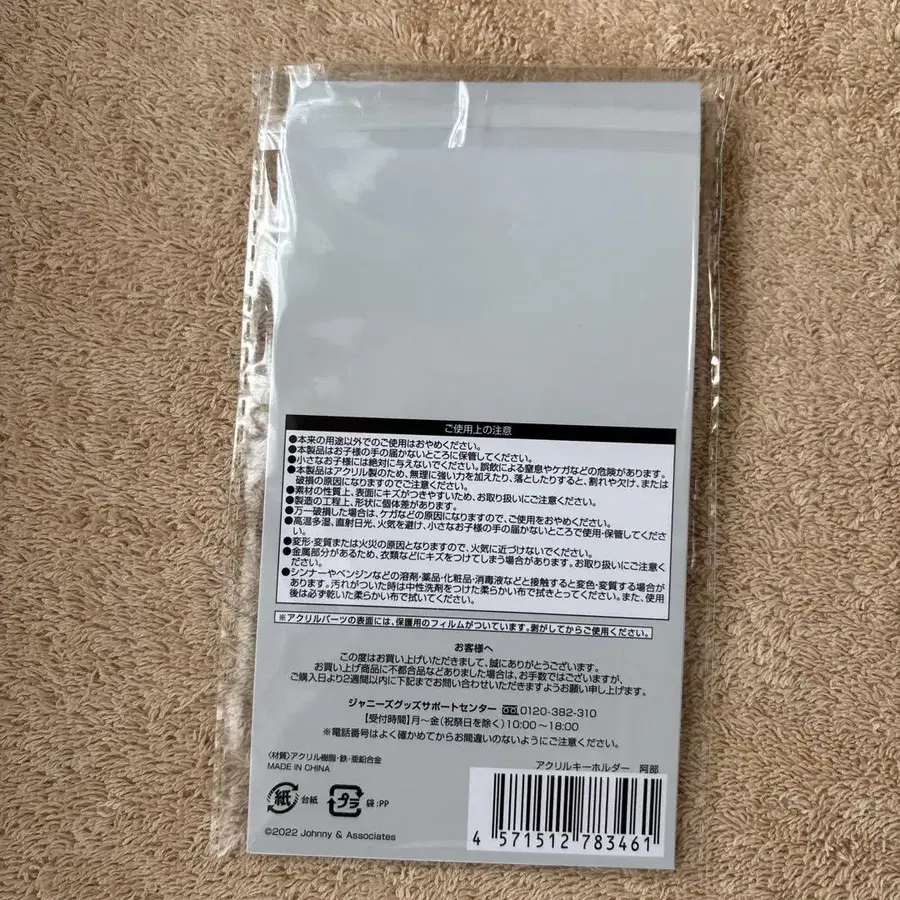 ご使用上の注意
●本来の用途以外でのご使用はおやめください。
●本製品はお子様の手の届かないところに保管してください。
●小さなお子様には絶対に与えないでください。誤飲による窒息やケガなどの危険があります。
●本製品はアクリル製のため、無理に強い力を加えたり、落としたりすると、割れや欠け、または
破損の原因になりますのでご注意ください。
●素材の性質上、表面にキズがつきやすいため、お取り扱いにご注意ください。
●製造の工程上、形状に個体差があります。
●万一破損した場合は、ケガなどの原因になりますので、ご使用をおやめください。
●高温多湿、直射日光、火気を避け、小さなお子様の手の届かないところで使用・保管してくださ
い。
●変形・変質または火災の原因となりますので、火気に近づけないでください。
●金属部分があるため、衣類などにキズをつけてしまう場合があります。お取り扱いにご注意くだ
さい。
●シンナーやベンジンなどの溶剤・薬品・化粧品・消毒液などと接触すると変色・変質する場合が
あります。汚れがついた時は中性洗剤をつけた柔らかい布で拭きとってください。また、使用
後は必ず乾いた柔らかい布で拭いてください。
※アクリルパーツの表面には、保護用のフィルムがついています。剥がしてからご使用ください。
お客様へ
この度はお買い上げいただきまして、誠にありがとうございます。
お買い上げ商品に不都合品などありました場合は、お手数ではございますが、
ご購入日より2週間以内に下記までお問い合わせいただきますようお願い申し上げます。
ジャニーズグッズサポートセンター 0120-382-310
【受付時間】月～金(祝祭日を除く)10:00～18:00
※電話番号はよく確かめてからお間違いのないようにご注意ください。
〈材質〉アクリル樹脂・鉄・亜鉛合金
MADE IN CHINA
アクリルキーホルダー 阿部
紙 台紙 プラ 袋:PP
4 571512 783461
©2022 Johnny & Associates